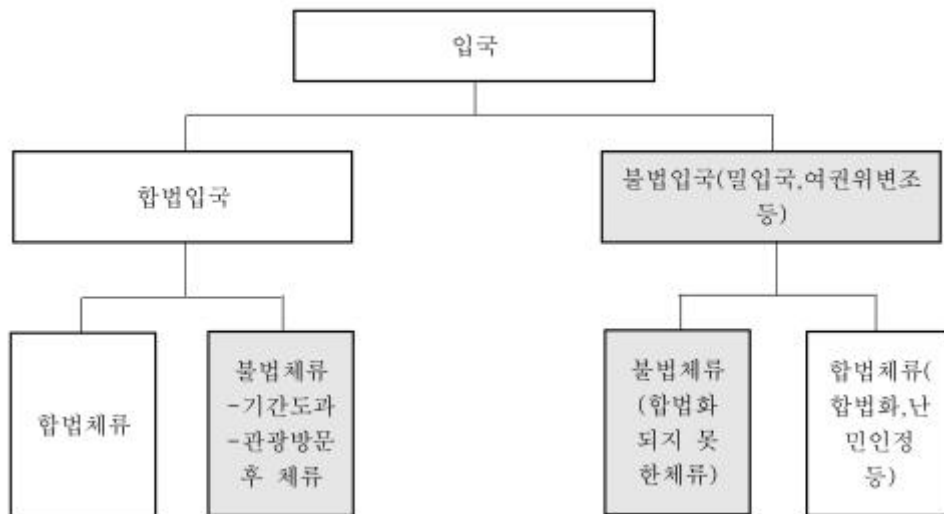 입국
합법입국
불법입국(밀입국,여권위변조
등)
합법체류
불법체류
-기간도과
-관광방문
후 체류
불법체류
(합법화
되지 못
한체류)
합법체류(
합법화,난
민인정
등)